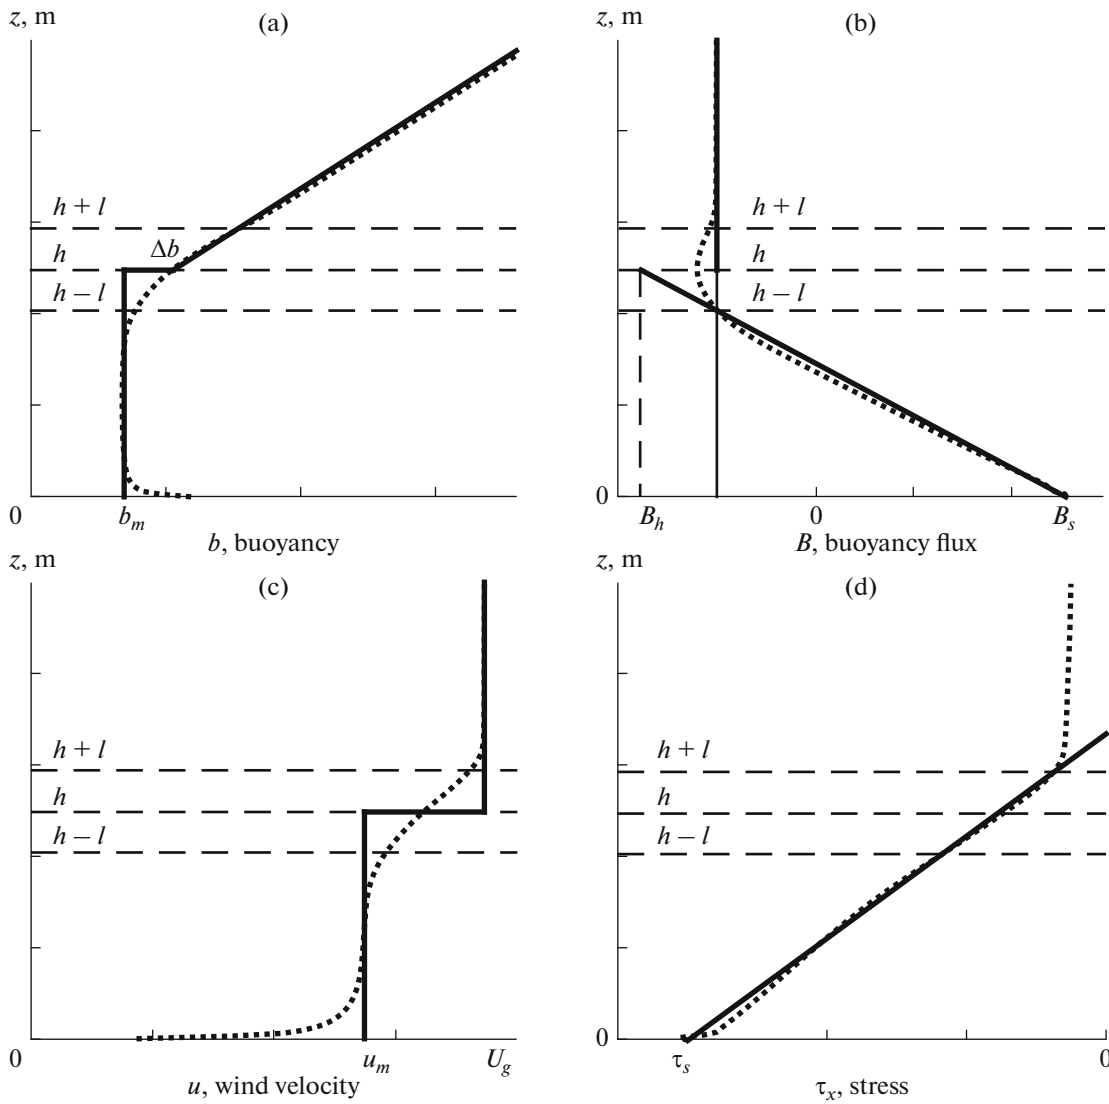 z, m
(a)
h + l
Δb
h
h – l
0
b_m
b, buoyancy
z, m
(b)
h + l
h
h – l
0
B_h
0
B_s
B, buoyancy flux
z, m
(c)
h + l
h
h – l
0
u_m
U_g
u, wind velocity
z, m
(d)
h + l
h
h – l
0
τ_s
0
τ_x, stress